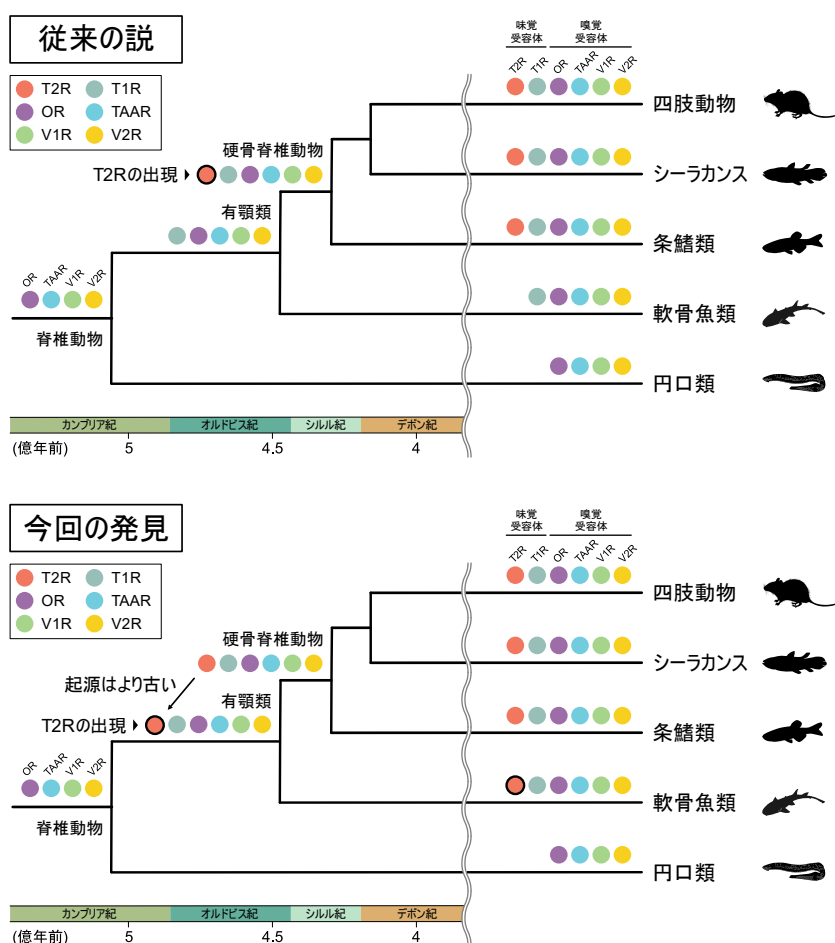 従来の説
T2R T1R
OR TAAR
V1R V2R
味覚 嗅覚
受容体 受容体
T2R T1R OR TAAR V1R V2R
四肢動物
硬骨脊椎動物
T2Rの出現
シーラカンス
有顎類
条鰭類
OR TAAR V1R V2R
軟骨魚類
脊椎動物
円口類
カンブリア紀 オルドビス紀 シルル紀 デボン紀
(億年前) 5 4.5 4
今回の発見
T2R T1R
OR TAAR
V1R V2R
味覚 嗅覚
受容体 受容体
T2R T1R OR TAAR V1R V2R
四肢動物
硬骨脊椎動物
シーラカンス
起源はより古い
有顎類
T2Rの出現
条鰭類
OR TAAR V1R V2R
軟骨魚類
脊椎動物
円口類
カンブリア紀 オルドビス紀 シルル紀 デボン紀
(億年前) 5 4.5 4